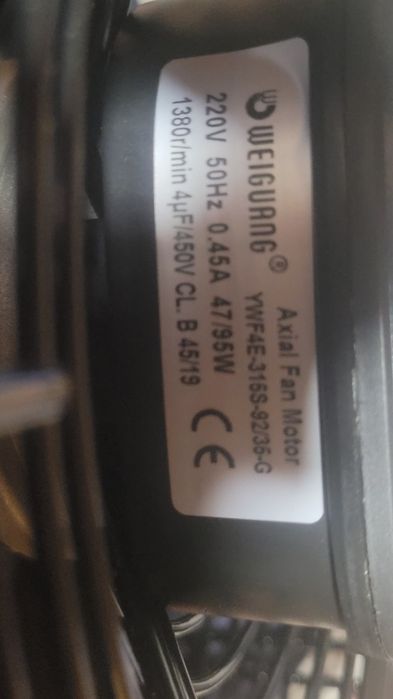 WEIGUANG®
Axial Fan Motor
YWF4E-315S-92/35-G
220V 50Hz 0.45A 47/95W
1380r/min 4μF/450V CL. B 45/19
CE